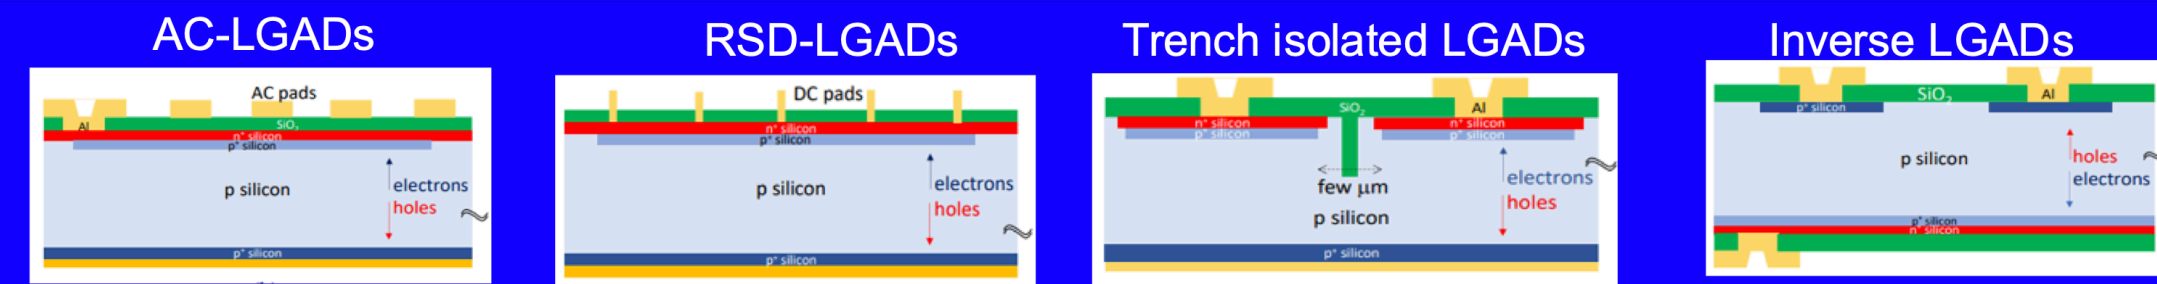 AC-LGADs
AC pads
Al
SiO₂
n⁺ silicon
p⁺ silicon
p silicon
electrons
holes
p⁺ silicon
RSD-LGADs
DC pads
n⁺ silicon
p⁺ silicon
p silicon
electrons
holes
p⁺ silicon
Trench isolated LGADs
SiO₂
Al
n⁺ silicon
n⁺ silicon
p⁺ silicon
p⁺ silicon
few μm
electrons
holes
p silicon
p⁺ silicon
Inverse LGADs
SiO₂
Al
p⁺ silicon
p silicon
holes
electrons
p⁺ silicon
n⁺ silicon